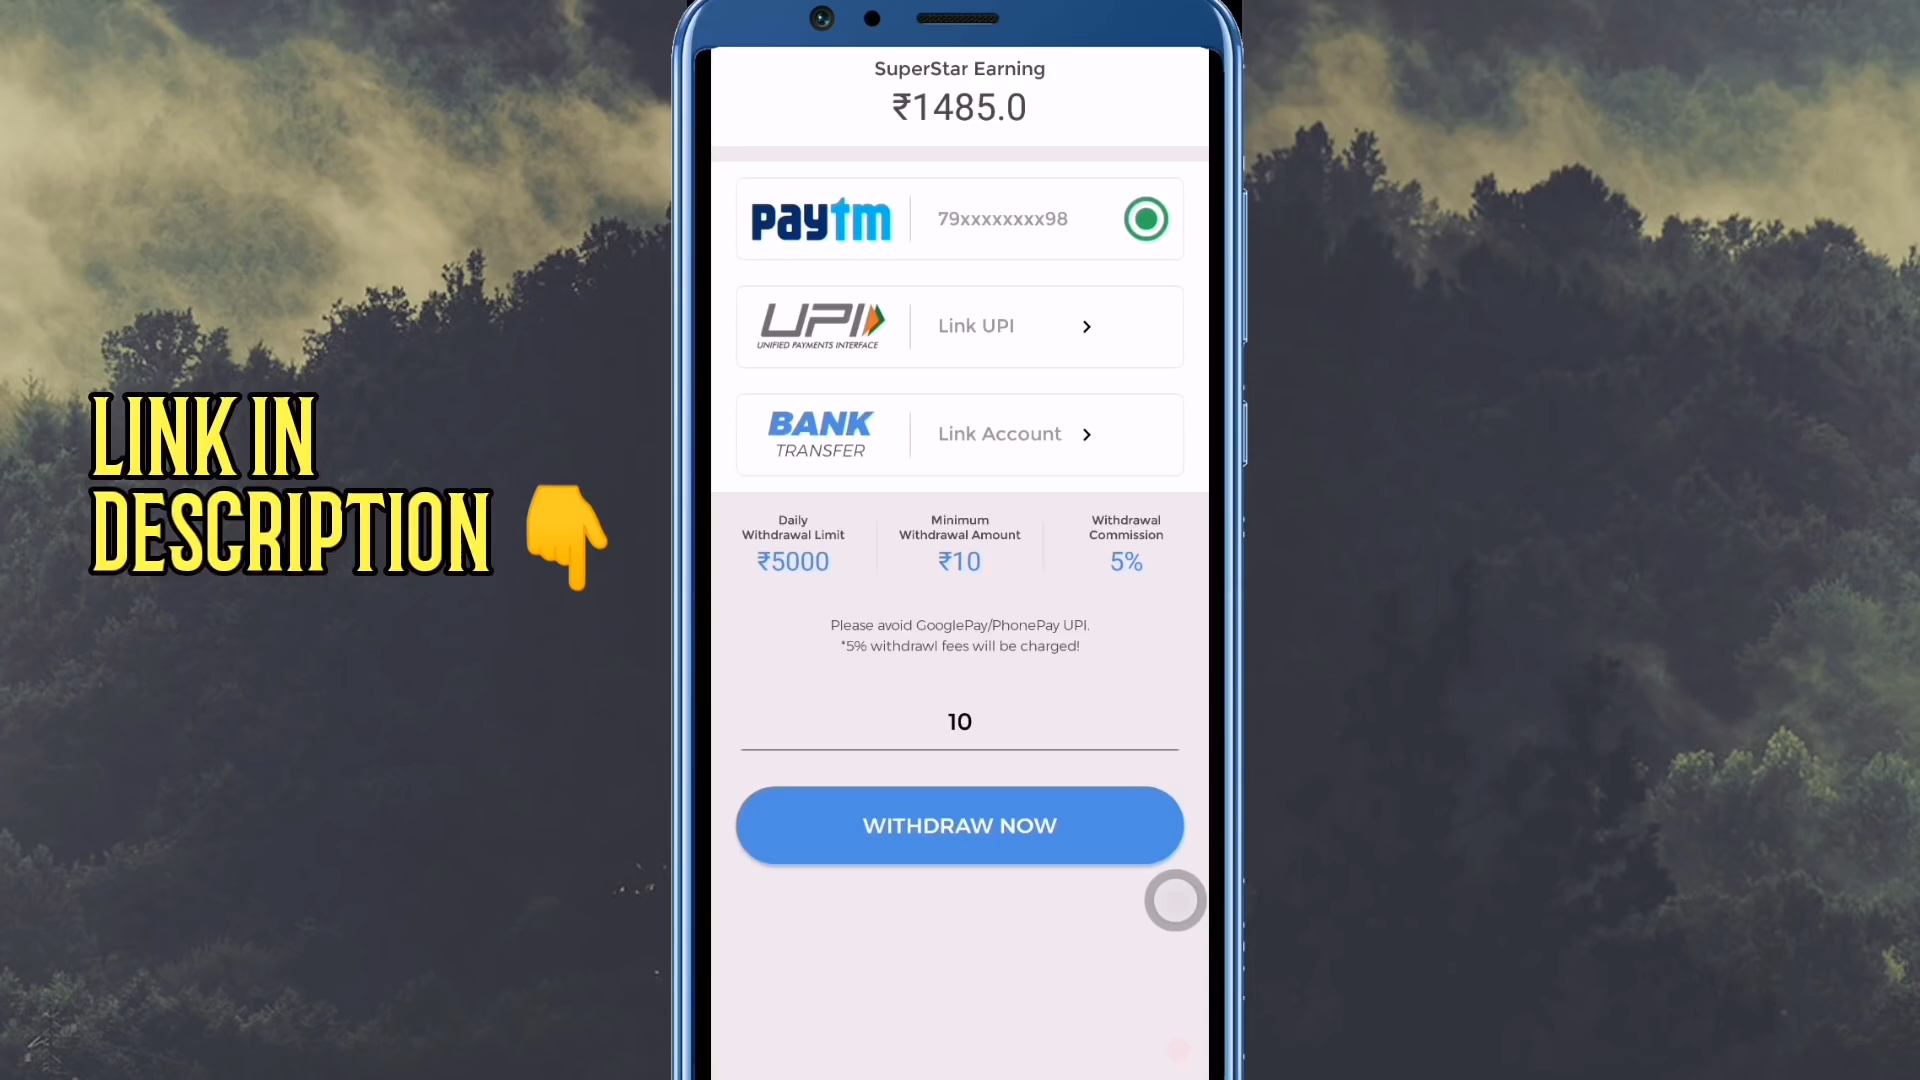 SuperStar Earning
₹1485.0
paytm
79xxxxxxxx98
UPI
UNIFIED PAYMENTS INTERFACE
Link UPI
BANK
TRANSFER
Link Account
LINK IN
DESCRIPTION
Daily
Withdrawal Limit
₹5000
Minimum
Withdrawal Amount
₹10
Withdrawal
Commission
5%
Please avoid GooglePay/PhonePay UPI.
*5% withdrawl fees will be charged!
10
WITHDRAW NOW